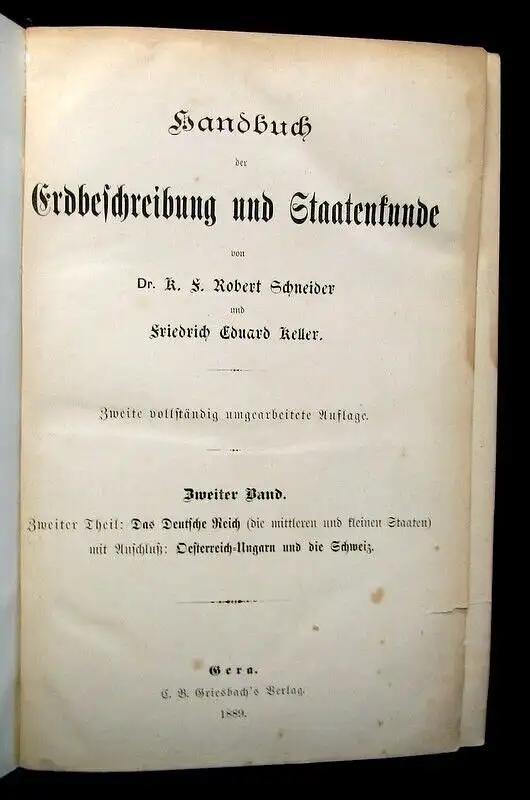 Handbuch
der
Erdbeschreibung und Staatenkunde
von
Dr. K. F. Robert Schneider
und
Friedrich Eduard Keller.
Zweite vollständig umgearbeitete Auflage.
Zweiter Band.
Zweiter Theil: Das Deutsche Reich (die mittleren und kleinen Staaten)
mit Anschluß: Oesterreich-Ungarn und die Schweiz.
Gera.
C. B. Griesbach's Verlag.
1889.